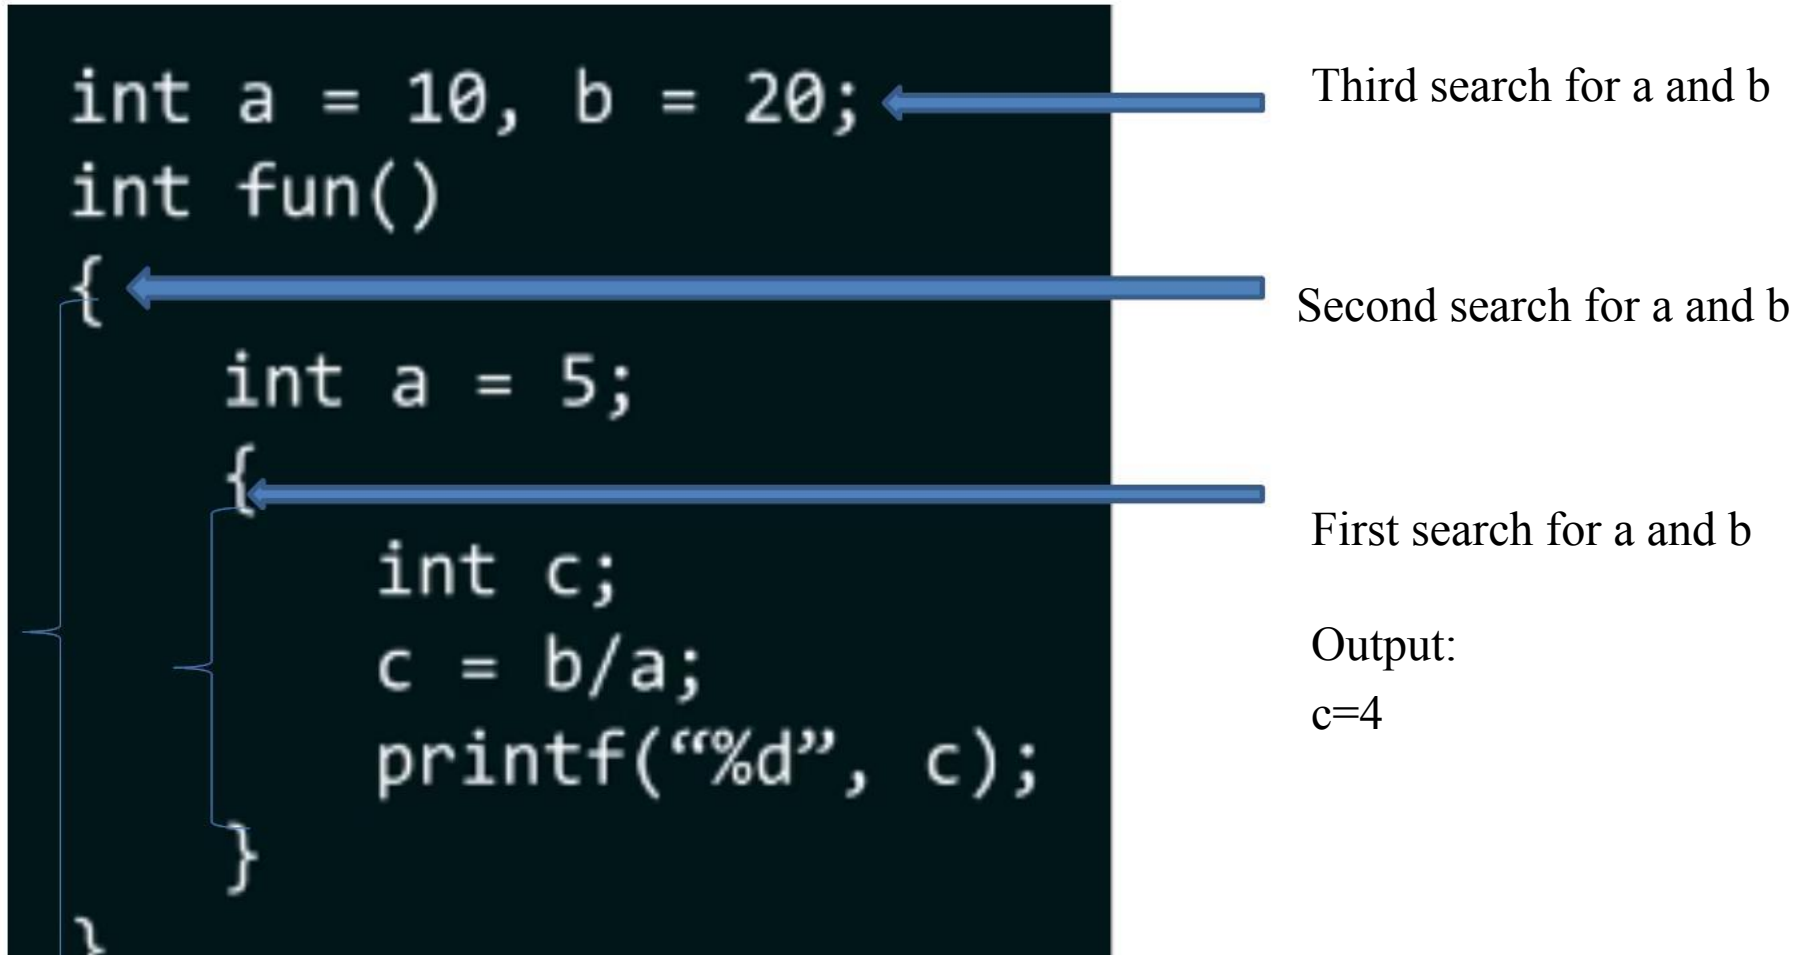 int a = 10, b = 20;
Third search for a and b
int fun()
{
Second search for a and b
int a = 5;
{
First search for a and b
int c;
c = b/a;
printf(“%d”, c);
}
}
Output:
c=4